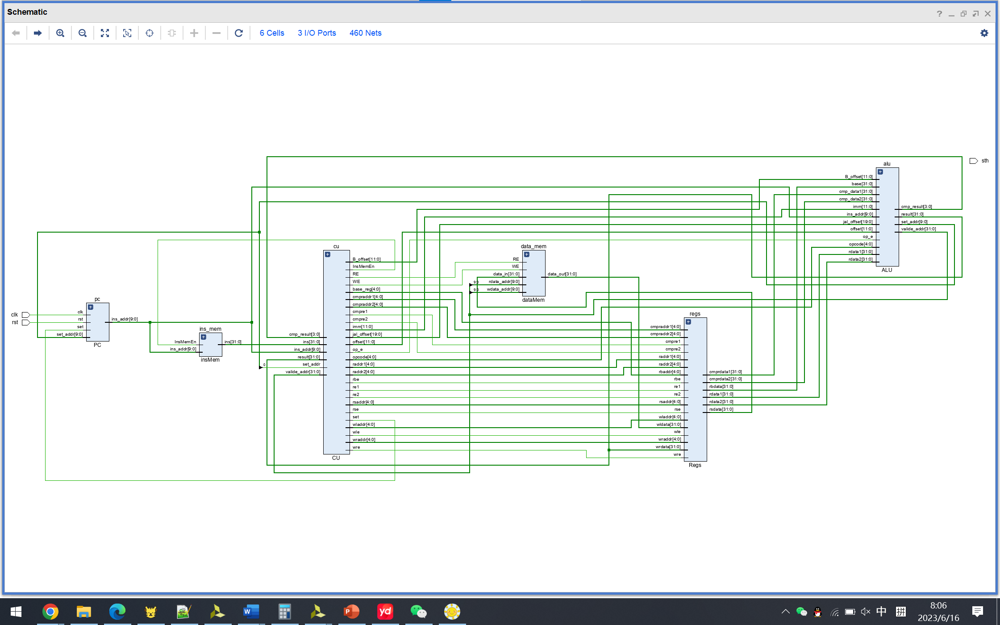 Schematic
6 Cells 3 I/O Ports 460 Nets
sth
alu
B_offset[11:0]
base[31:0]
cmp_data1[31:0]
cmp_data2[31:0]
imm[11:0]
ins_addr[9:0]
jal_offset[19:0]
offset[11:0]
op_e
opcode[4:0]
rdata1[31:0]
rdata2[31:0]
cmp_result[3:0]
result[31:0]
set_addr[9:0]
valide_addr[31:0]
ALU
cu
cmp_result[3:0]
ins[31:0]
ins_addr[9:0]
result[31:0]
0
set_addr
valide_addr[31:0]
B_offset[11:0]
InsMemEn
RE
WE
base_reg[4:0]
cmpraddr1[4:0]
cmpraddr2[4:0]
cmpre1
cmpre2
imm[11:0]
jal_offset[19:0]
offset[11:0]
op_e
opcode[4:0]
raddr1[4:0]
raddr2[4:0]
rbe
re1
re2
rsaddr[4:0]
rse
set
wladdr[4:0]
wle
wraddr[4:0]
wre
CU
data_mem
RE
WE
data_in[31:0]
9:0
rdata_addr[9:0]
9:0
wdata_addr[9:0]
data_out[31:0]
dataMem
pc
clk
rst
clk
rst
set
set_addr[9:0]
ins_addr[9:0]
PC
ins_mem
InsMemEn
ins_addr[9:0]
ins[31:0]
insMem
regs
cmpraddr1[4:0]
cmpraddr2[4:0]
cmpre1
cmpre2
raddr1[4:0]
raddr2[4:0]
rbaddr[4:0]
rbe
re1
re2
rsaddr[4:0]
rse
wladdr[4:0]
wldata[31:0]
wle
wraddr[4:0]
wrdata[31:0]
wre
cmprdata1[31:0]
cmprdata2[31:0]
rbdata[31:0]
rdata1[31:0]
rdata2[31:0]
rsdata[31:0]
Regs
W
P
yd
中
拼
8:06
2023/6/16